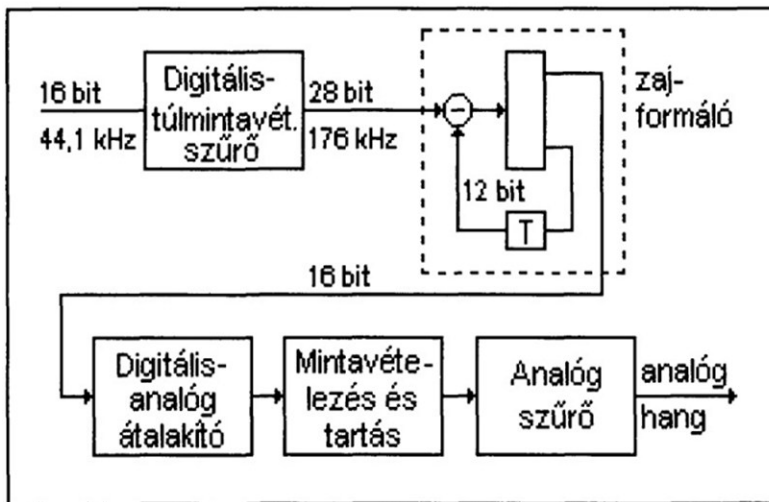 16 bit
44,1 kHz
Digitális-
túlmintavét.
szűrő
28 bit
176 kHz
-
12 bit
T
zaj-
formáló
16 bit
Digitális-
analóg
átalakító
Mintavéte-
lezés és
tartás
Analóg
szűrő
analóg
hang